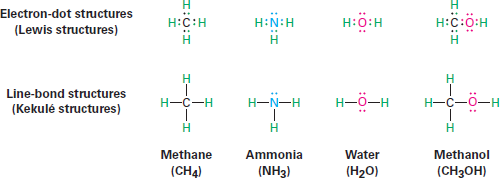 Electron-dot structures
(Lewis structures)
H H
H:C:H H:N:H H:O:H H:C:O:H
H H H
Line-bond structures
(Kekulé structures)
H H
H—C—H H—N—H H—O—H H—C—O—H
H H H
Methane Ammonia Water Methanol
(CH4) (NH3) (H2O) (CH3OH)